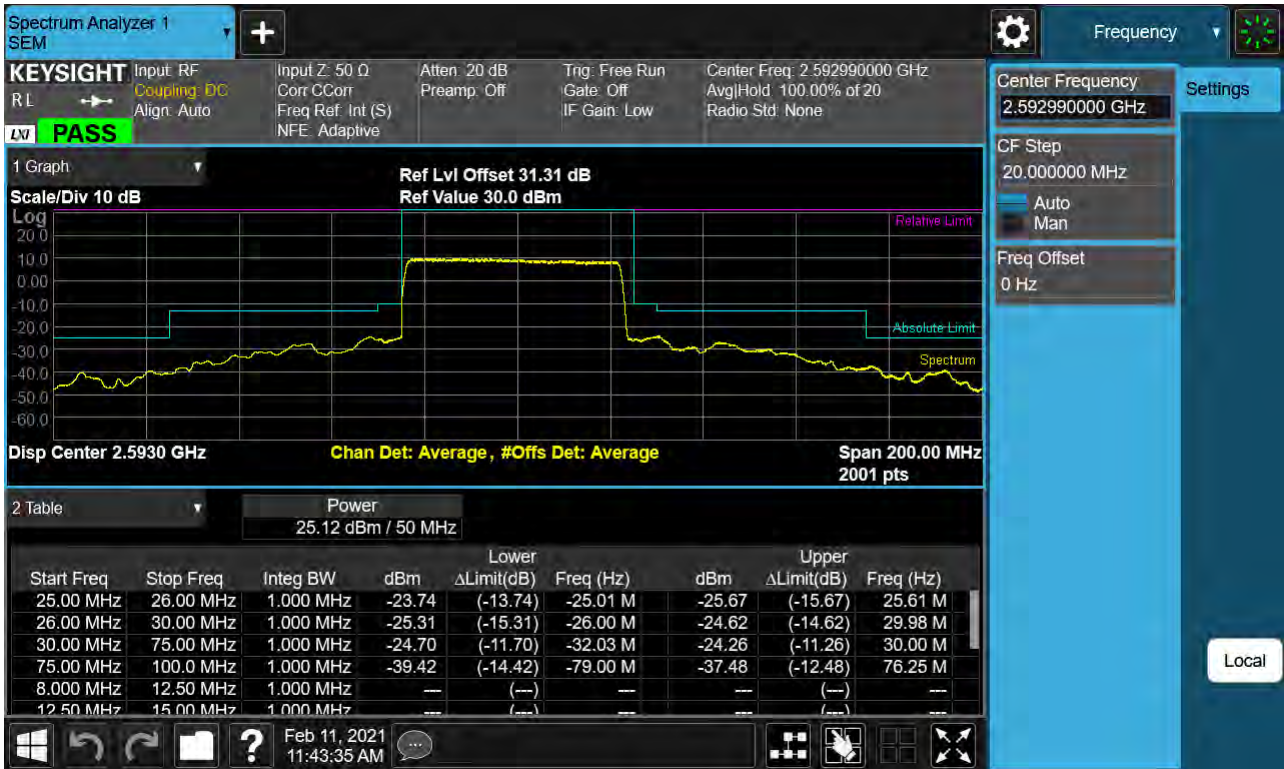 Spectrum Analyzer 1
SEM
Frequency
KEYSIGHT
RL
LXI PASS
Input: RF
Coupling: DC
Align: Auto
Input Z: 50 Ω
Corr CCorr
Freq Ref: Int (S)
NFE: Adaptive
Atten: 20 dB
Preamp: Off
Trig: Free Run
Gate: Off
IF Gain: Low
Center Freq: 2.592990000 GHz
Avg|Hold: 100.00% of 20
Radio Std: None
Center Frequency
2.592990000 GHz
Settings
CF Step
20.000000 MHz
Auto
Man
Freq Offset
0 Hz
Local
1 Graph
Scale/Div 10 dB
Ref Lvl Offset 31.31 dB
Ref Value 30.0 dBm
Log
20.0
10.0
0.00
-10.0
-20.0
-30.0
-40.0
-50.0
-60.0
Relative Limit
Absolute Limit
Spectrum
Disp Center 2.5930 GHz
Chan Det: Average, #Offs Det: Average
Span 200.00 MHz
2001 pts
2 Table
Power
25.12 dBm / 50 MHz
Lower Upper
Start Freq Stop Freq Integ BW dBm ΔLimit(dB) Freq (Hz) dBm ΔLimit(dB) Freq (Hz)
25.00 MHz 26.00 MHz 1.000 MHz -23.74 (-13.74) -25.01 M -25.67 (-15.67) 25.61 M
26.00 MHz 30.00 MHz 1.000 MHz -25.31 (-15.31) -26.00 M -24.62 (-14.62) 29.98 M
30.00 MHz 75.00 MHz 1.000 MHz -24.70 (-11.70) -32.03 M -24.26 (-11.26) 30.00 M
75.00 MHz 100.0 MHz 1.000 MHz -39.42 (-14.42) -79.00 M -37.48 (-12.48) 76.25 M
8.000 MHz 12.50 MHz 1.000 MHz --- (---) --- --- (---) ---
12.50 MHz 15.00 MHz 1.000 MHz --- (---) --- --- (---) ---
Feb 11, 2021
11:43:35 AM